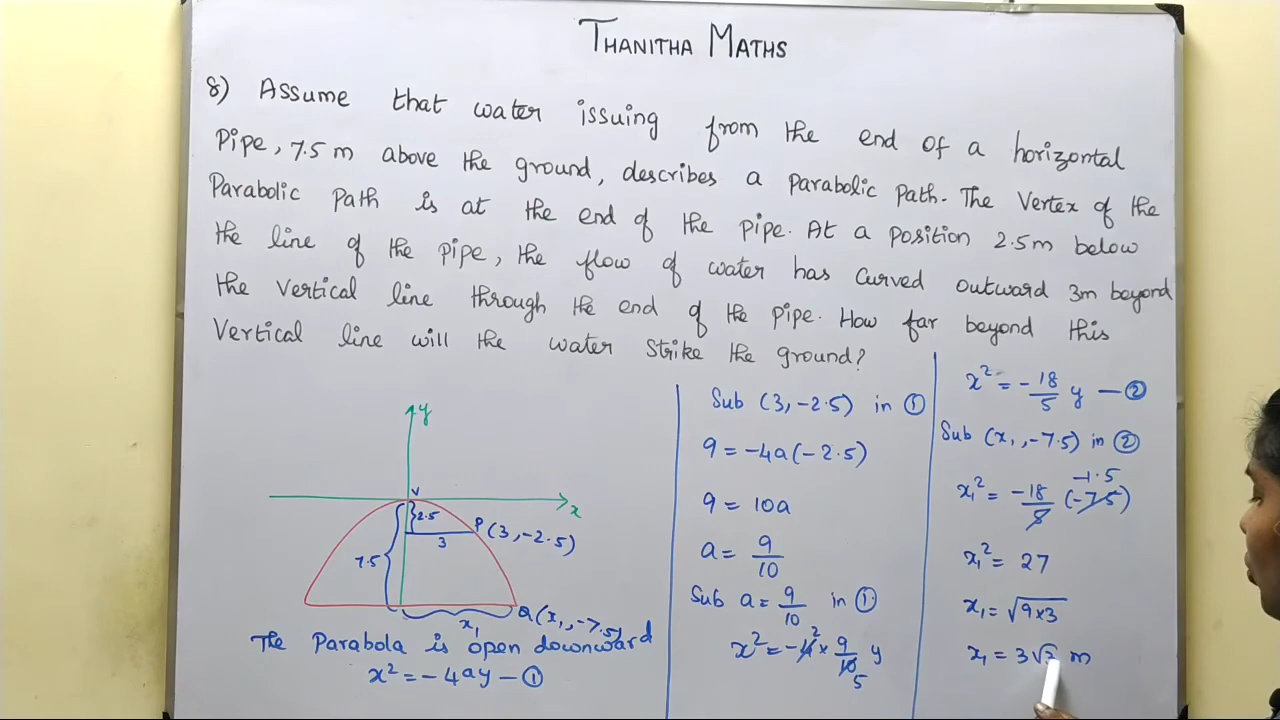 THANITHA MATHS
8) Assume that water issuing from the end of a horizontal
Pipe, 7.5 m above the ground, describes a Parabolic Path. The Vertex of the
Parabolic Path is at the end of the pipe. At a position 2.5m below
the line of the pipe, the flow of water has curved outward 3m beyond
the vertical line through the end of the pipe. How far beyond this
Vertical line will the water strike the ground?
y
V
x
2.5
P(3, -2.5)
3
7.5
x₁
Q(x₁, -7.5)
The Parabola is open downward
x² = -4ay - ①
Sub (3, -2.5) in ①
9 = -4a(-2.5)
9 = 10a
a = 9/10
Sub a = 9/10 in ①
x² = -4 2 × 9/10 y
5
x² = -18/5 y - ②
Sub (x₁, -7.5) in ②
-1.5
x₁² = -18/5 (-7.5)
x₁² = 27
x₁ = √9×3
x₁ = 3√ m